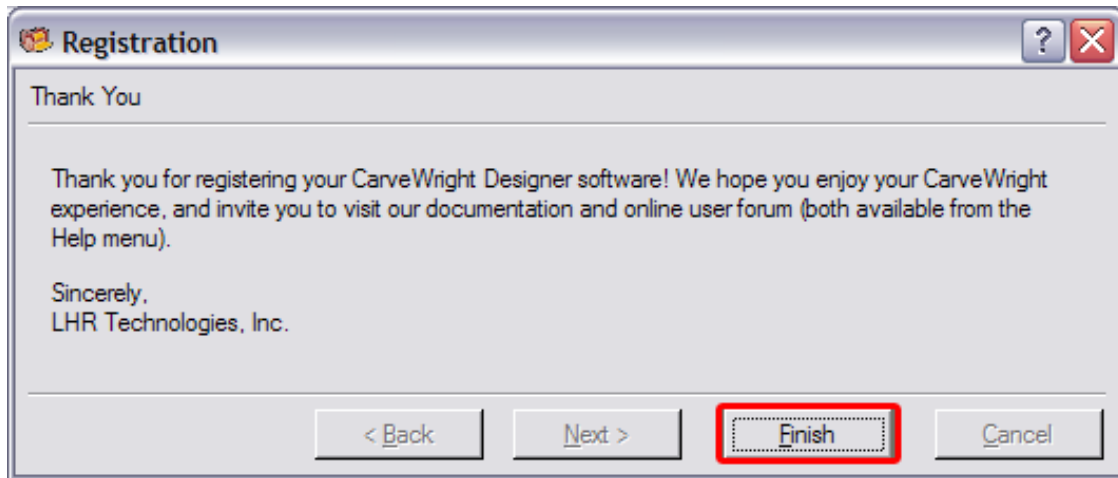 Registration
Thank You
Thank you for registering your CarveWright Designer software! We hope you enjoy your CarveWright
experience, and invite you to visit our documentation and online user forum (both available from the
Help menu).
Sincerely,
LHR Technologies, Inc.
< Back Next > Finish Cancel